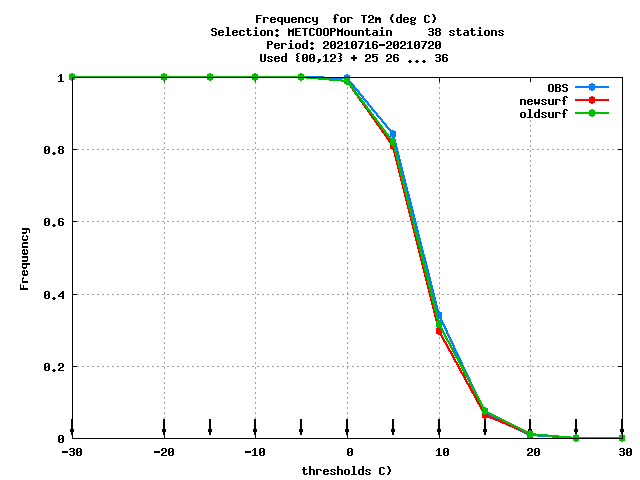 Frequency  for T2m (deg C)
Selection: METCOOPMountain     38 stations
Period: 20210716-20210720
Used {00,12} + 25 26 ... 36
OBS
newsurf
oldsurf
1
0.8
0.6
0.4
0.2
0
Frequency
-30 -20 -10 0 10 20 30
thresholds C)